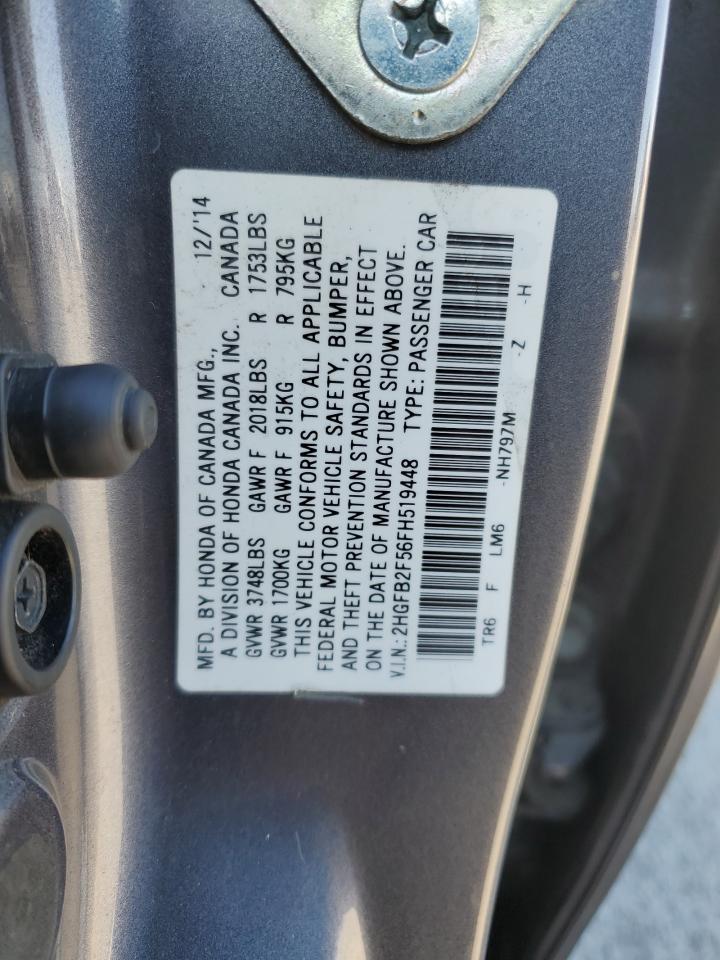 MFD. BY HONDA OF CANADA MFG., 12/14
A DIVISION OF HONDA CANADA INC. CANADA
GVWR 3748LBS GAWR F 2018LBS R 1753LBS
GVWR 1700KG GAWR F 915KG R 795KG
THIS VEHICLE CONFORMS TO ALL APPLICABLE
FEDERAL MOTOR VEHICLE SAFETY, BUMPER,
AND THEFT PREVENTION STANDARDS IN EFFECT
ON THE DATE OF MANUFACTURE SHOWN ABOVE.
V.I.N.: 2HGFB2F56FH519448 TYPE: PASSENGER CAR
TR6 F LM6 -NH797M -Z -H